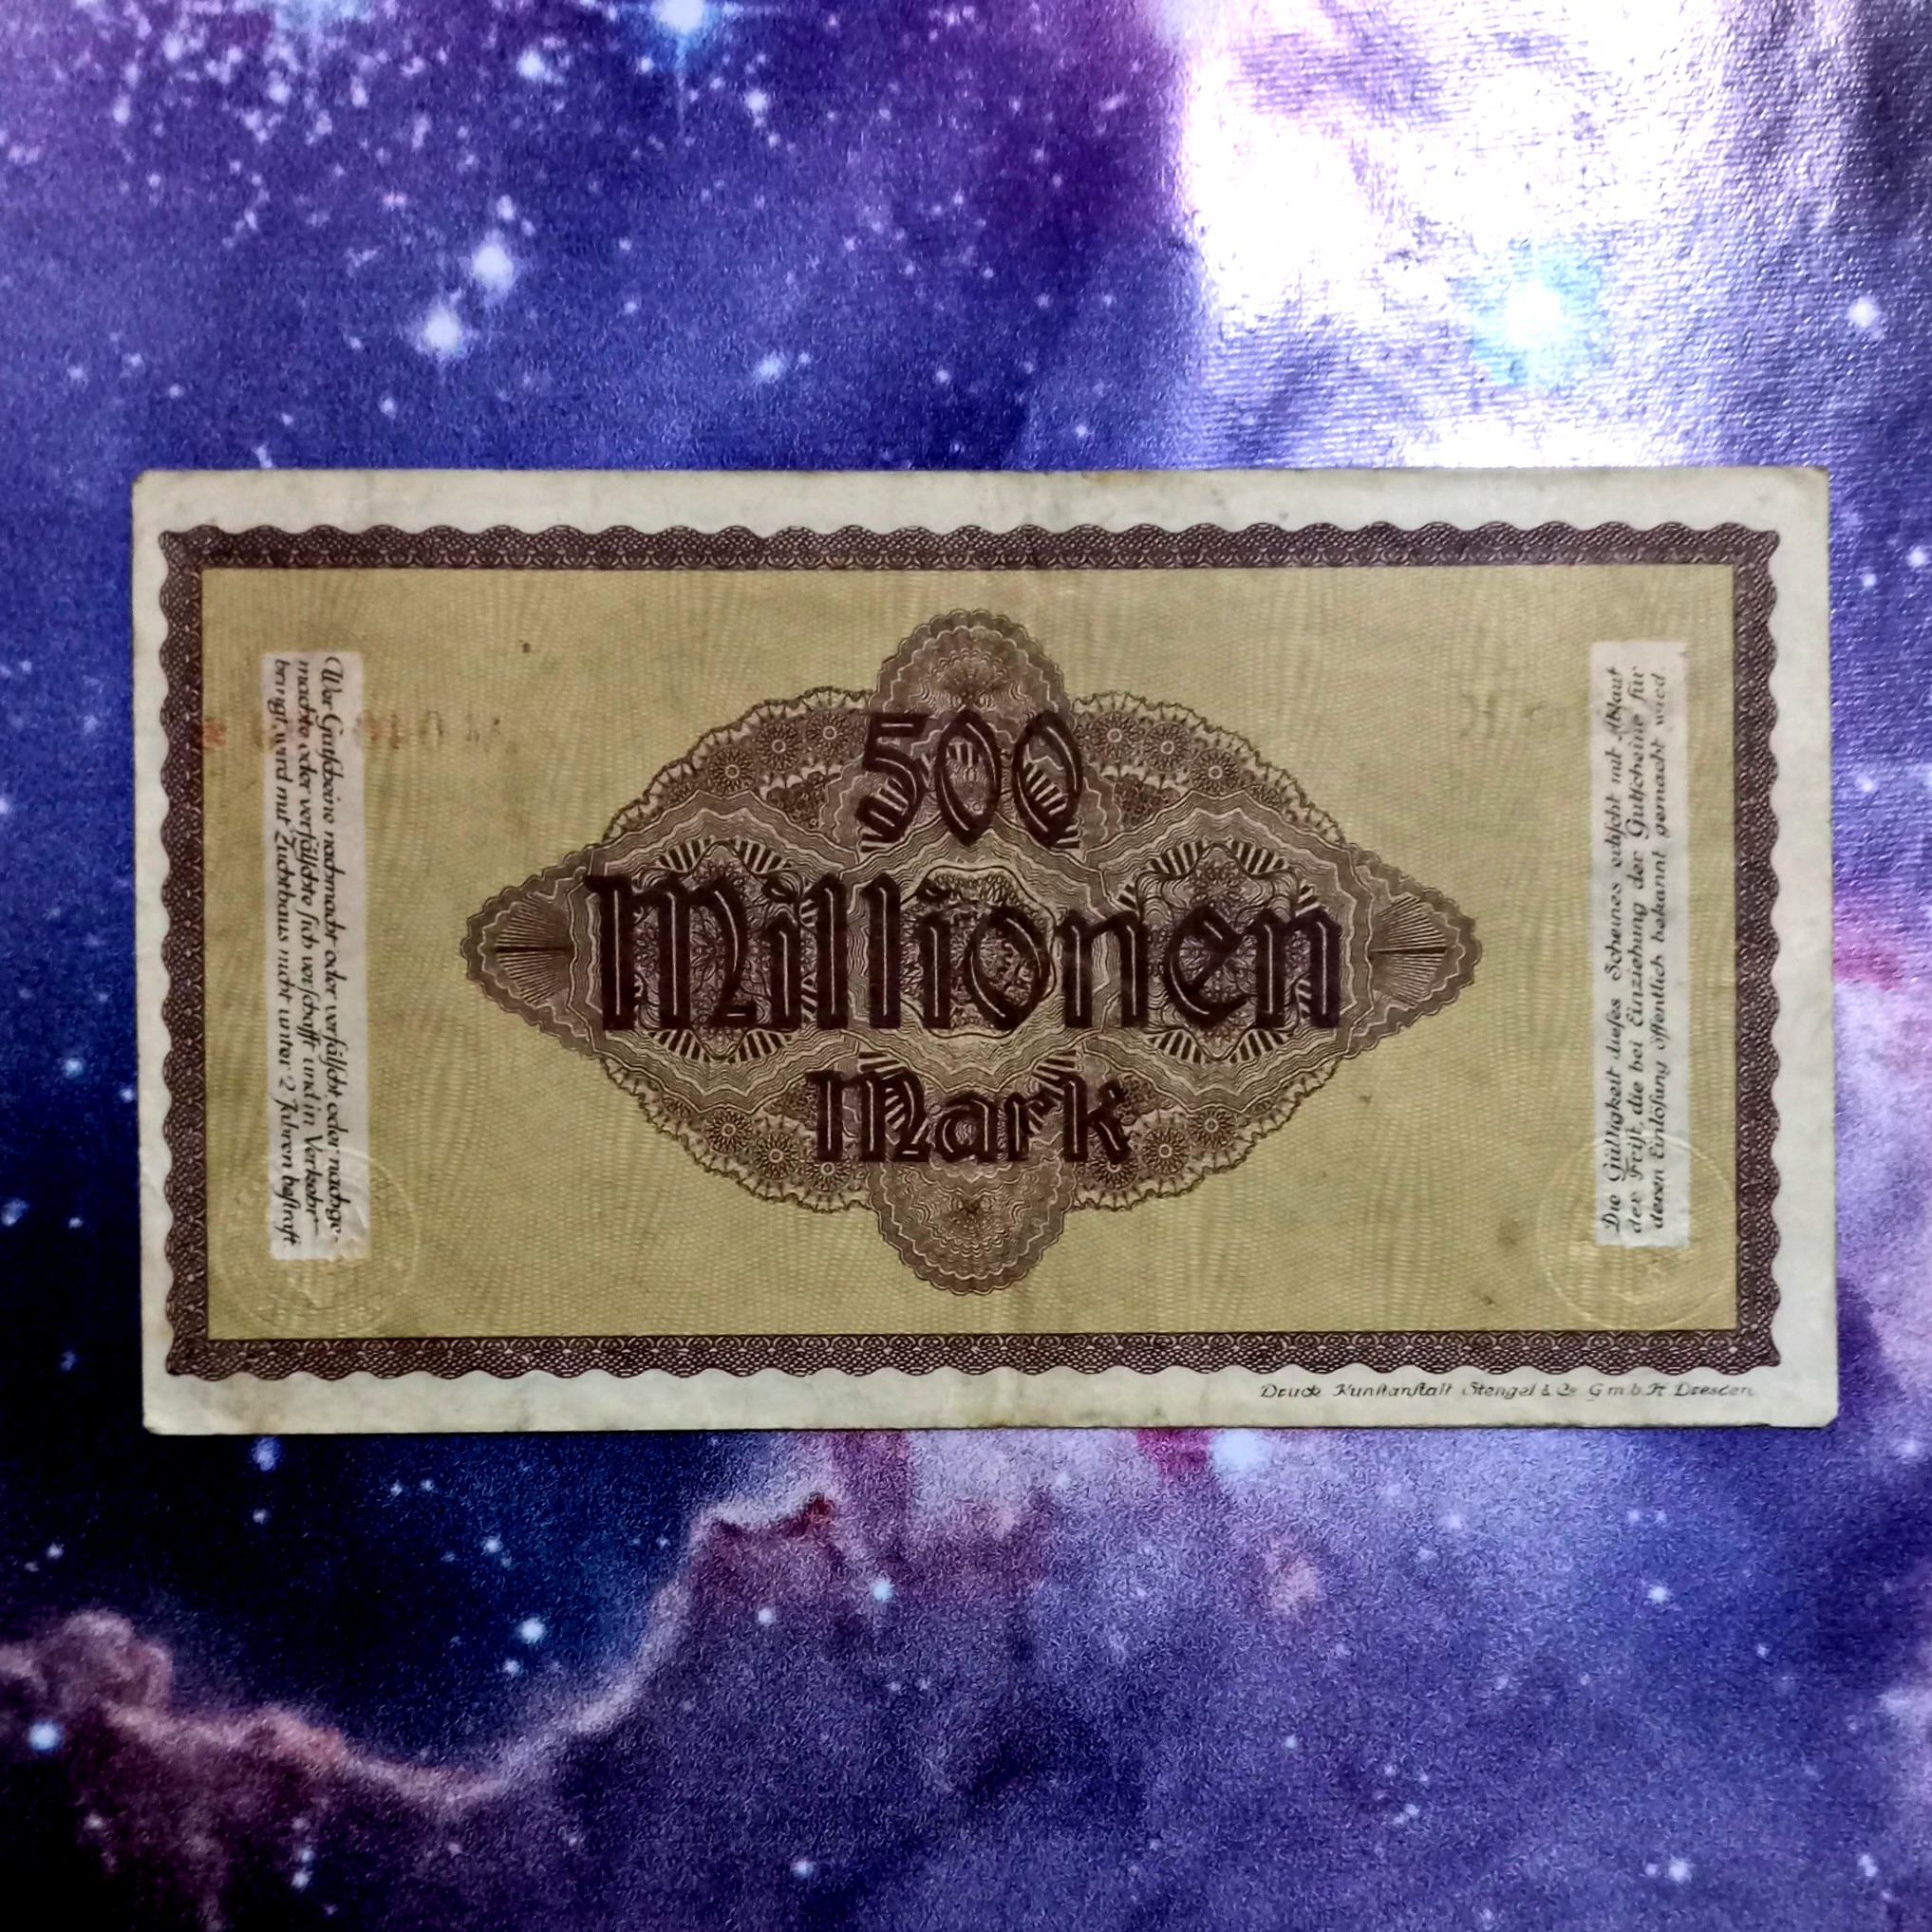 500
Millionen
Mark
Wer Gutſcheine nachmacht oder verfälſcht oder nachge-
machte oder verfälſchte ſich verſchafft und in Verkehr
bringt, wird mit Zuchthaus nicht unter 2 Jahren beſtraft
Die Gültigkeit dieſes Scheines erliſcht mit Ablauf
der Friſt, die bei Einziehung der Gutſcheine für
deren Einlöſung öffentlich bekannt gemacht wird.
Druck Kunſtanſtalt Stengel & Co G.m.b.H. Dresden